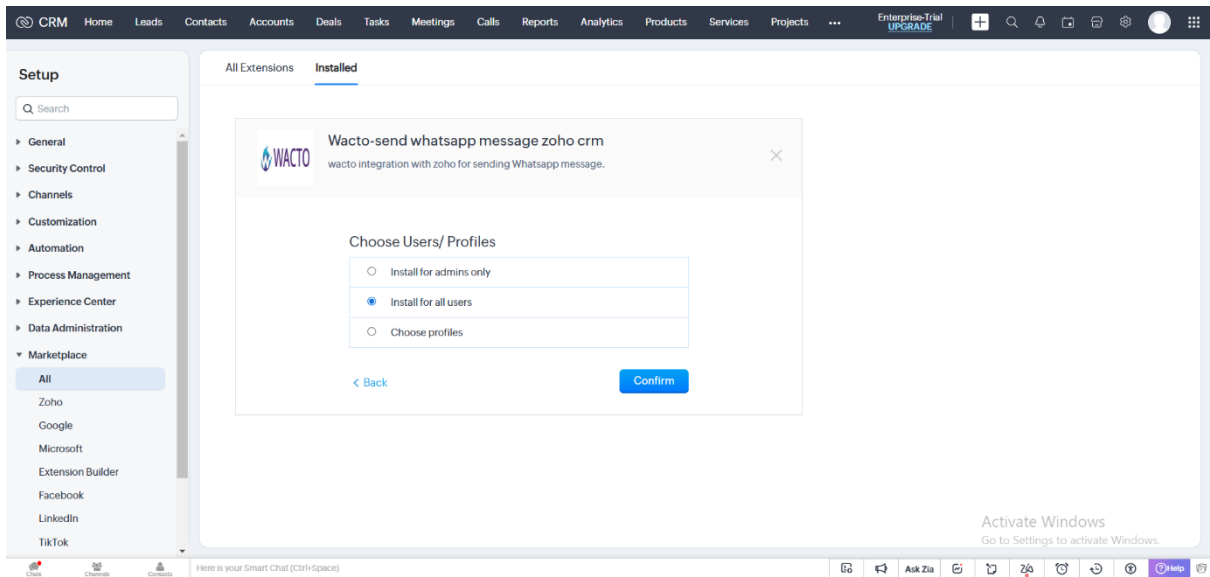 CRM Home Leads Contacts Accounts Deals Tasks Meetings Calls Reports Analytics Products Services Projects ••• Enterprise-Trial
UPGRADE
Setup
Search
General
Security Control
Channels
Customization
Automation
Process Management
Experience Center
Data Administration
Marketplace
All
Zoho
Google
Microsoft
Extension Builder
Facebook
LinkedIn
TikTok
All Extensions Installed
WACTO
Wacto-send whatsapp message zoho crm
wacto integration with zoho for sending Whatsapp message.
Choose Users/ Profiles
Install for admins only
Install for all users
Choose profiles
< Back
Confirm
Activate Windows
Go to Settings to activate Windows.
Chats Channels Contacts
Here is your Smart Chat (Ctrl+Space)
Ask Zia
Help